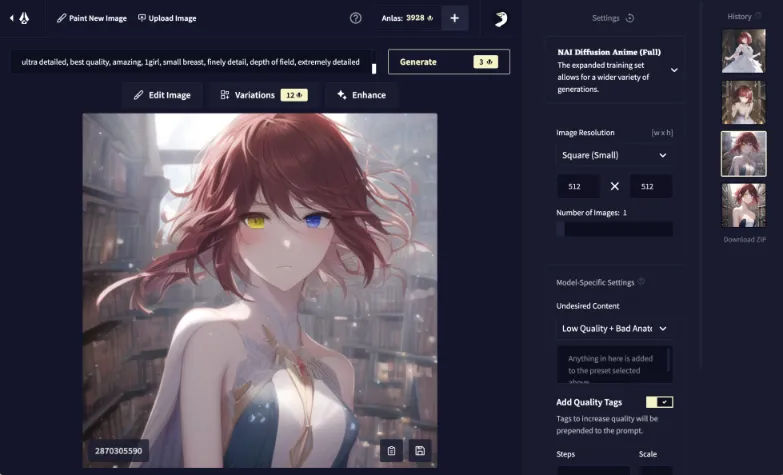 Paint New Image
Upload Image
Anlas: 3928
+
Settings
History
ultra detailed, best quality, amazing, 1girl, small breast, finely detail, depth of field, extremely detailed
Generate
3
Edit Image
Variations
12
Enhance
2870305590
NAI Diffusion Anime (Full)
The expanded training set
allows for a wider variety of
generations.
Image Resolution
[w x h]
Square (Small)
512
X
512
Number of Images: 1
Model-Specific Settings
Undesired Content
Low Quality + Bad Anato
Anything in here is added
to the preset selected
above
Add Quality Tags
Tags to increase quality will be
prepended to the prompt.
Steps
Scale
Download ZIP